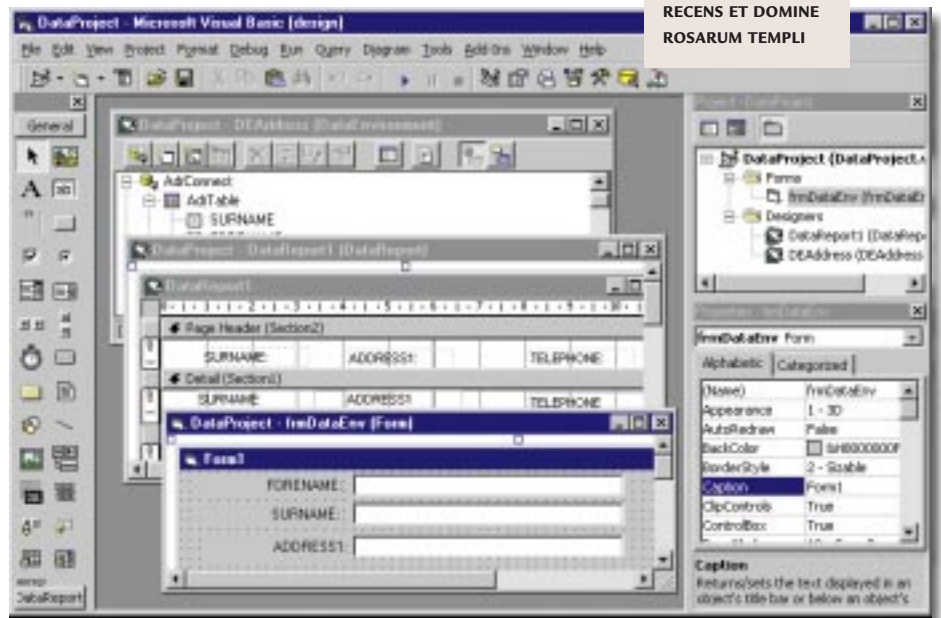 RECENS ET DOMINE
ROSARUM TEMPLI
DataProject - Microsoft Visual Basic [design]
File Edit View Project Format Debug Run Query Diagram Tools Add-Ins Window Help
General
DataProject - DEAddress (DataEnvironment)
AdrConnect
AdrTable
SURNAME
DataProject - DataReport1 (DataReport)
DataReport1
Page Header (Section2)
SURNAME: ADDRESS1: TELEPHONE:
Detail (Section1)
SURNAME ADDRESS1 TELEPHONE
DataProject - frmDataEnv (Form)
Form1
FORENAME:
SURNAME:
ADDRESS1:
DataReport
Project - DataProject
DataProject (DataProject.v
Forms
frmDataEnv (frmDataEn
Designers
DataReport1 (DataRep
DEAddress (DEAddress
Properties - frmDataEnv
frmDataEnv Form
Alphabetic Categorized
(Name) frmDataEnv
Appearance 1 - 3D
AutoRedraw False
BackColor &H8000000F
BorderStyle 2 - Sizable
Caption Form1
ClipControls True
ControlBox True
Caption
Returns/sets the text displayed in an
object's title bar or below an object's